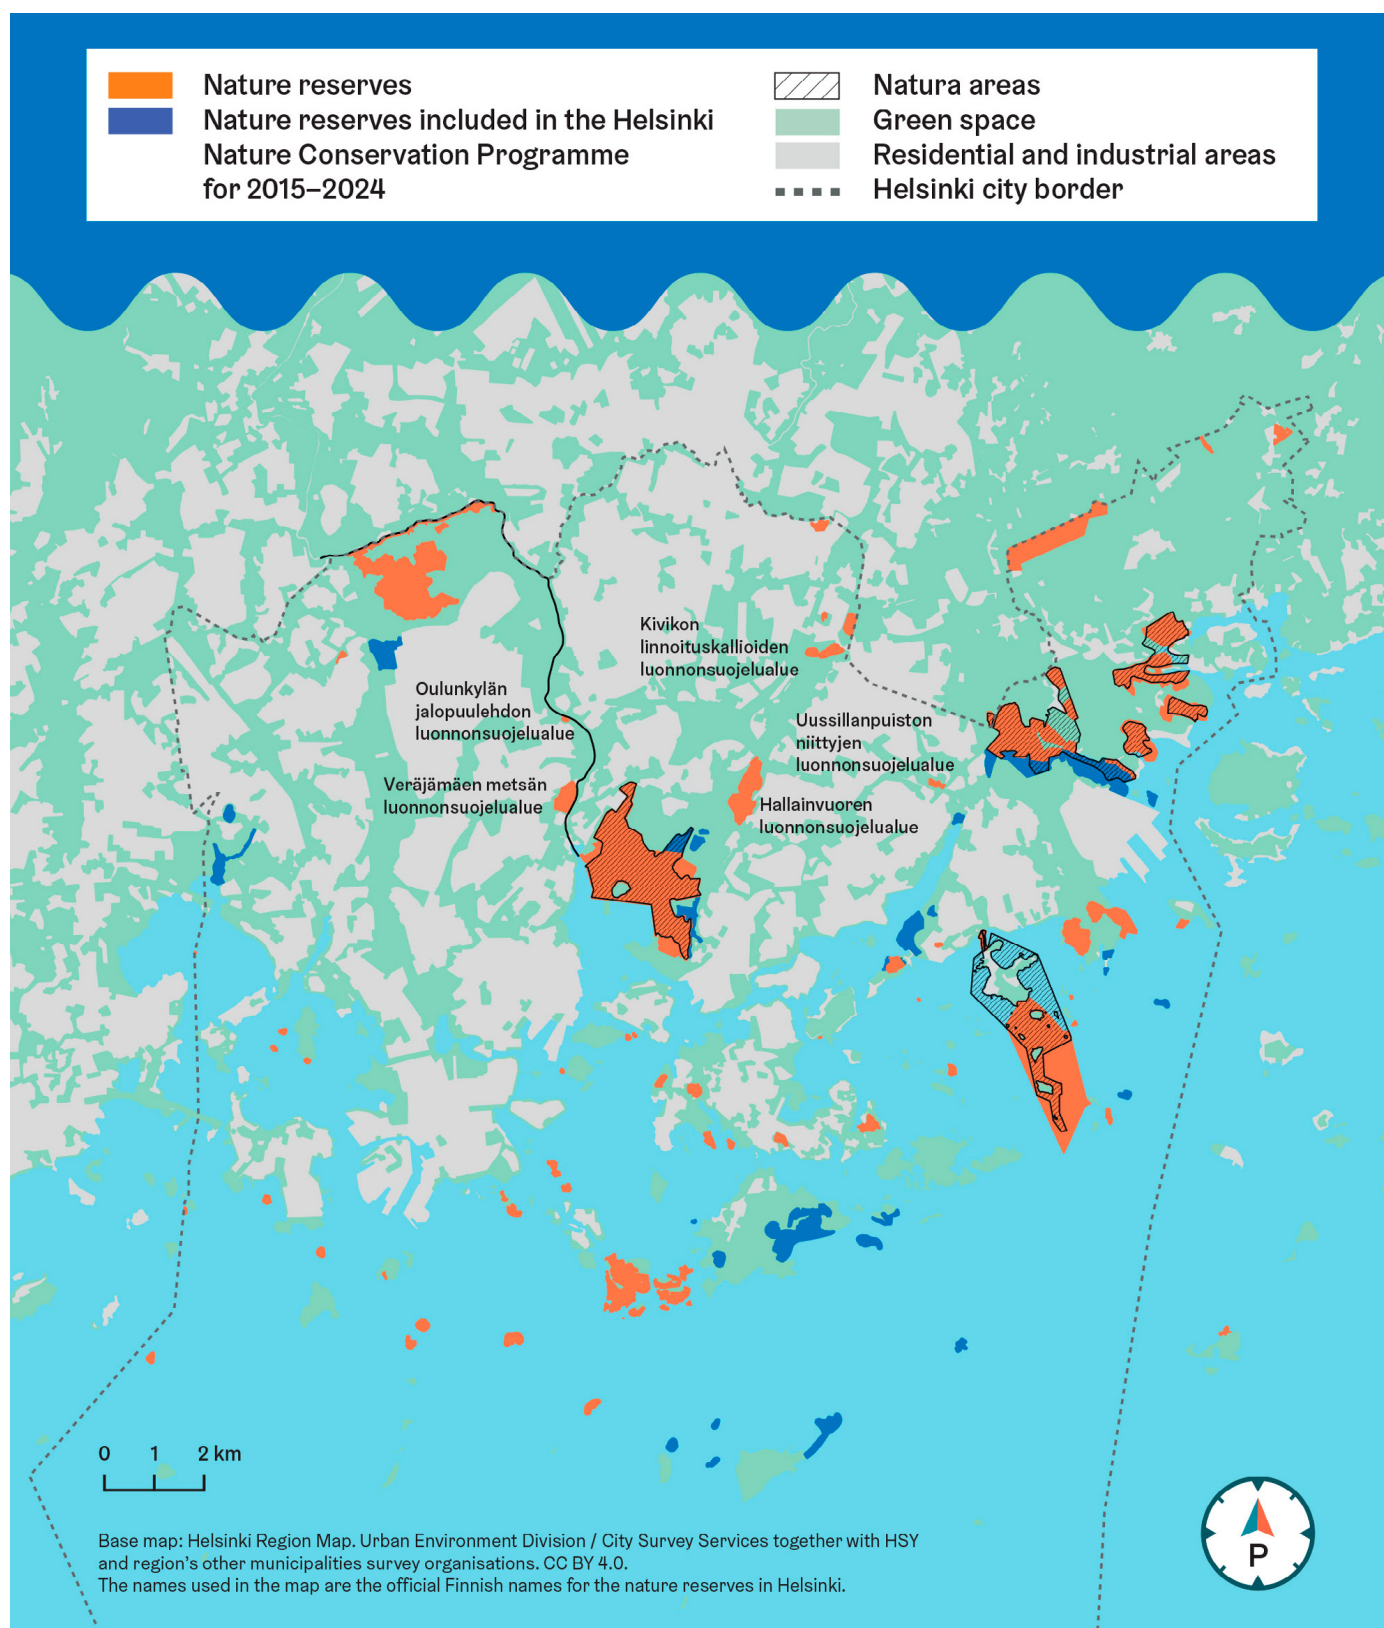 Nature reserves
Nature reserves included in the Helsinki
Nature Conservation Programme
for 2015–2024
Natura areas
Green space
Residential and industrial areas
Helsinki city border
Kivikon
linnoituskallioiden
luonnonsuojelualue
Oulunkylän
jalopuulehdon
luonnonsuojelualue
Uussillanpuiston
niittyjen
luonnonsuojelualue
Veräjämäen metsän
luonnonsuojelualue
Hallainvuoren
luonnonsuojelualue
0 1 2 km
P
Base map: Helsinki Region Map. Urban Environment Division / City Survey Services together with HSY
and region's other municipalities survey organisations. CC BY 4.0.
The names used in the map are the official Finnish names for the nature reserves in Helsinki.